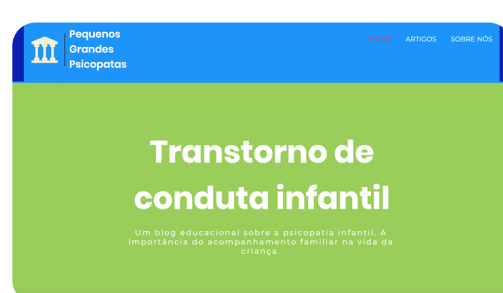 Pequenos
Grandes
Psicopatas
HOME ARTIGOS SOBRE NÓS
Transtorno de
conduta infantil
Um blog educacional sobre a psicopatia infantil. A
importância do acompanhamento familiar na vida da
criança.